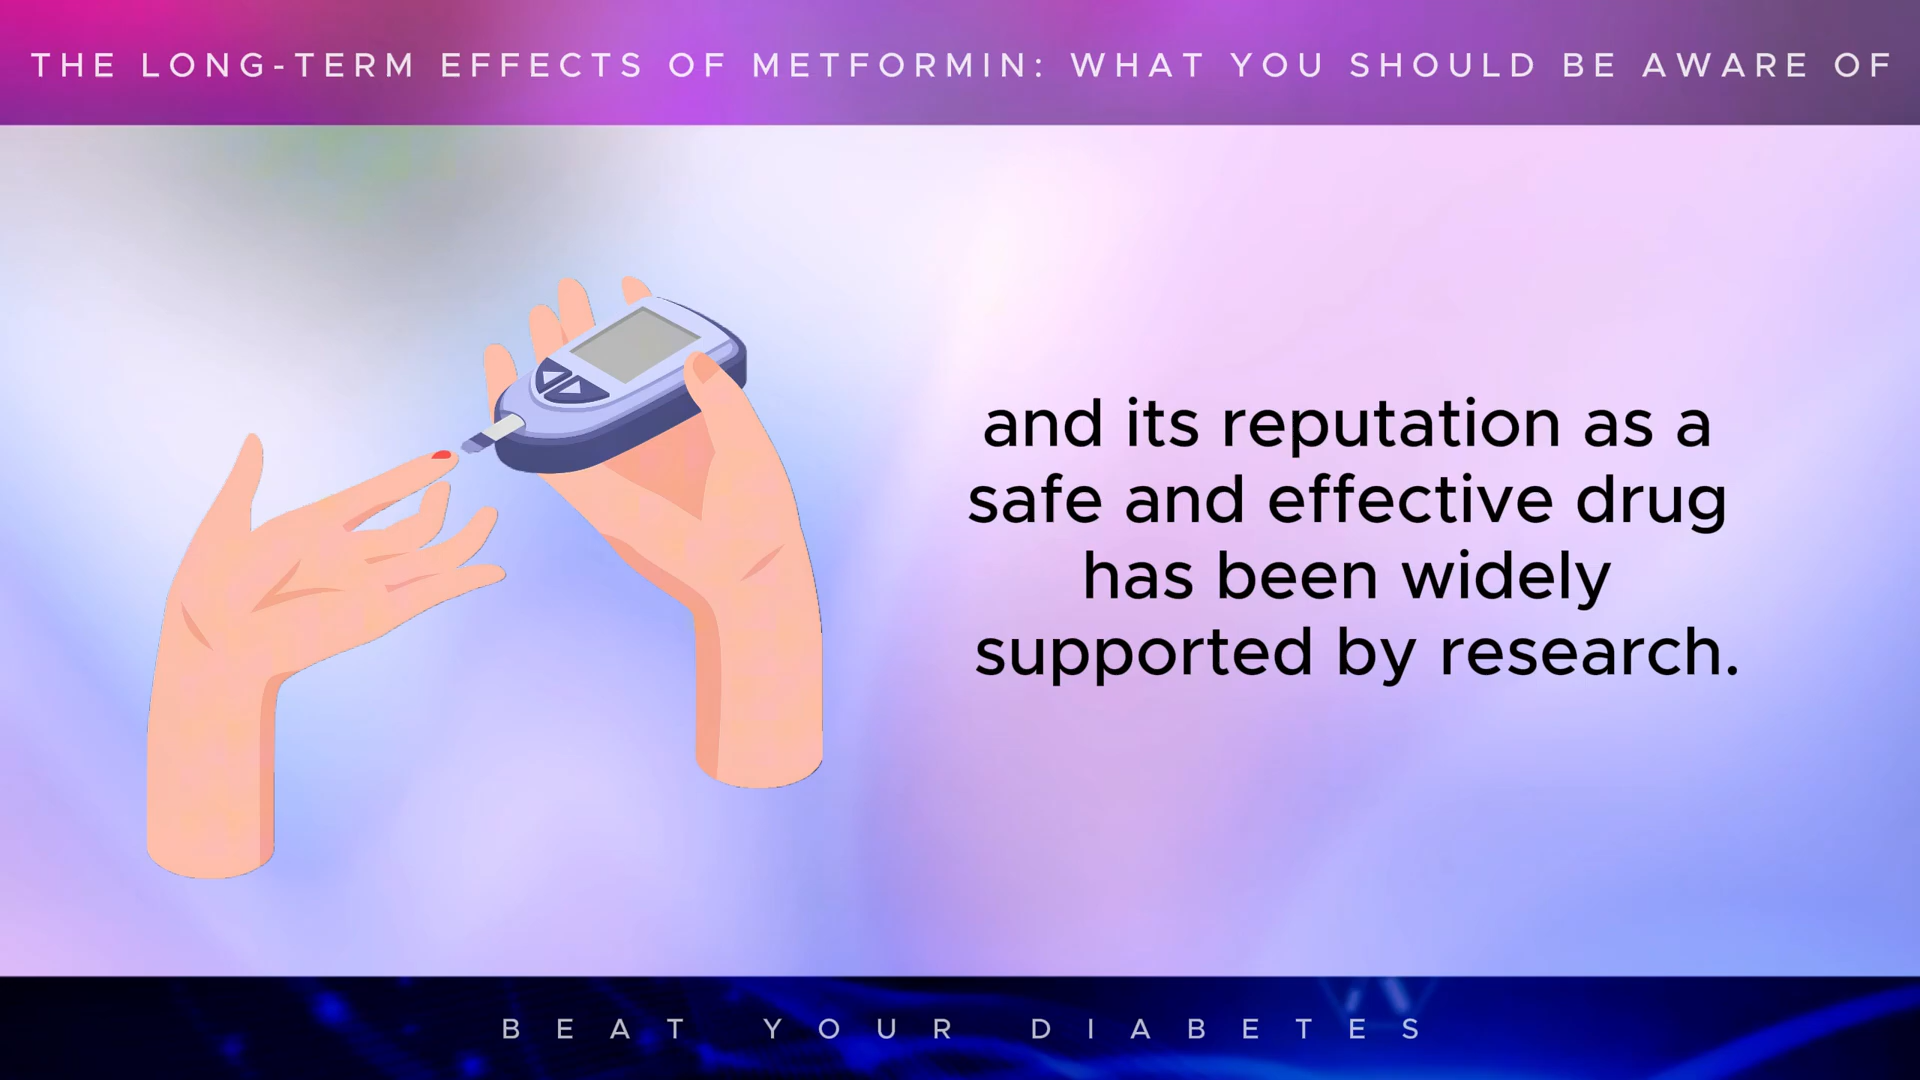 THE LONG-TERM EFFECTS OF METFORMIN: WHAT YOU SHOULD BE AWARE OF
and its reputation as a
safe and effective drug
has been widely
supported by research.
BEAT YOUR DIABETES